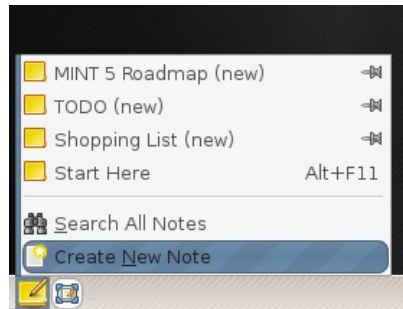 MINT 5 Roadmap (new)
TODO (new)
Shopping List (new)
Start Here Alt+F11
Search All Notes
Create New Note